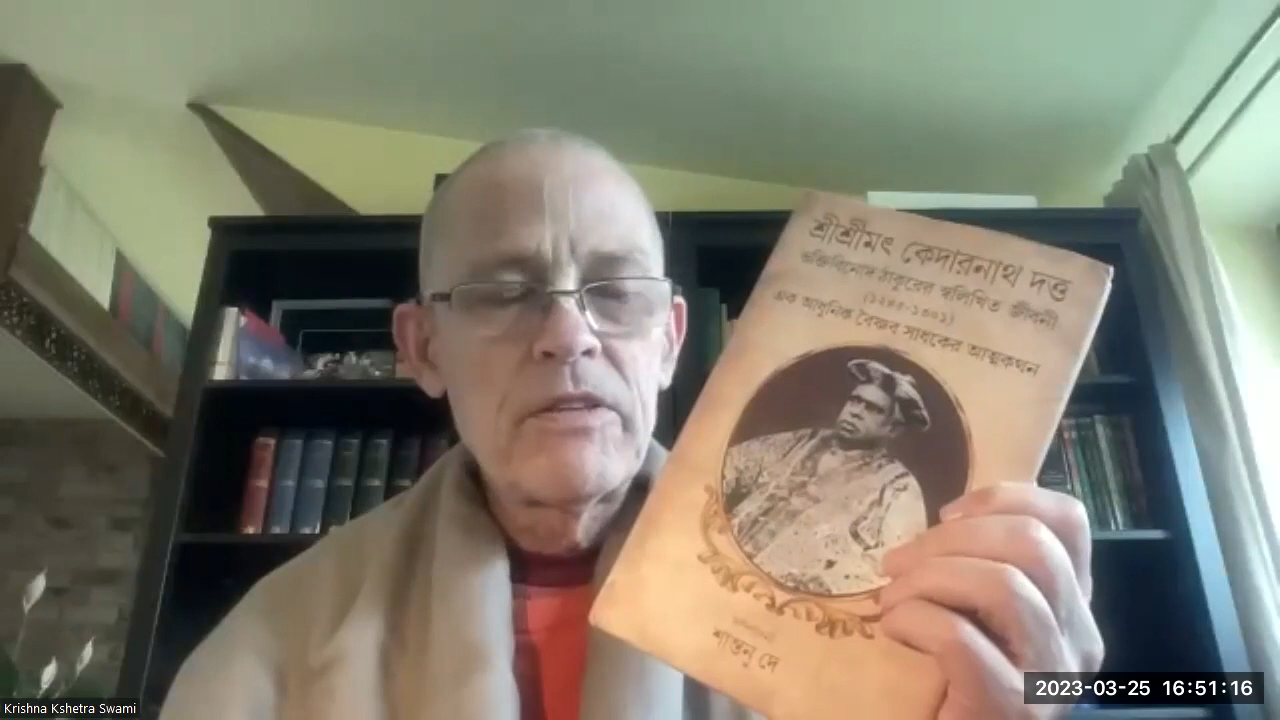 শ্রীশ্রীমৎ কেদারনাথ দত্ত
ভক্তিবিনোদ ঠাকুরের স্বলিখিত জীবনী
এক আধুনিক বৈষ্ণব সাধকের আত্মকথন
শান্তনু দে
Krishna Kshetra Swami
2023-03-25 16:51:16